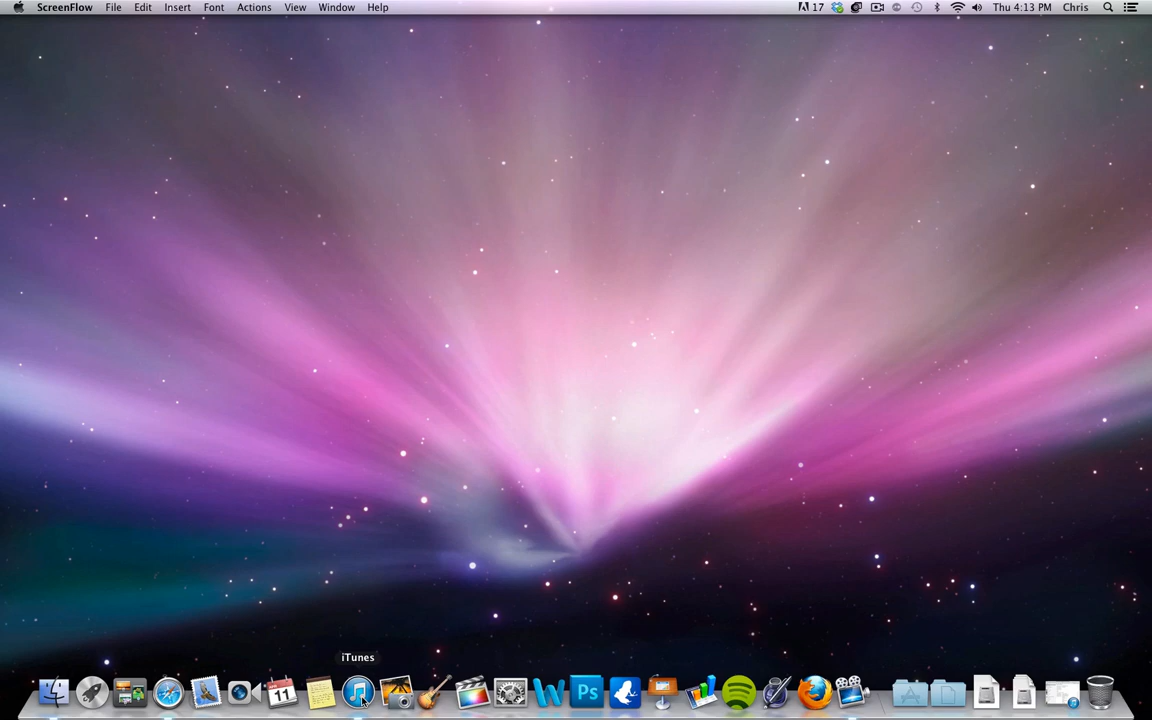 ScreenFlow File Edit Insert Font Actions View Window Help 17 Thu 4:13 PM Chris
iTunes
11
Ps